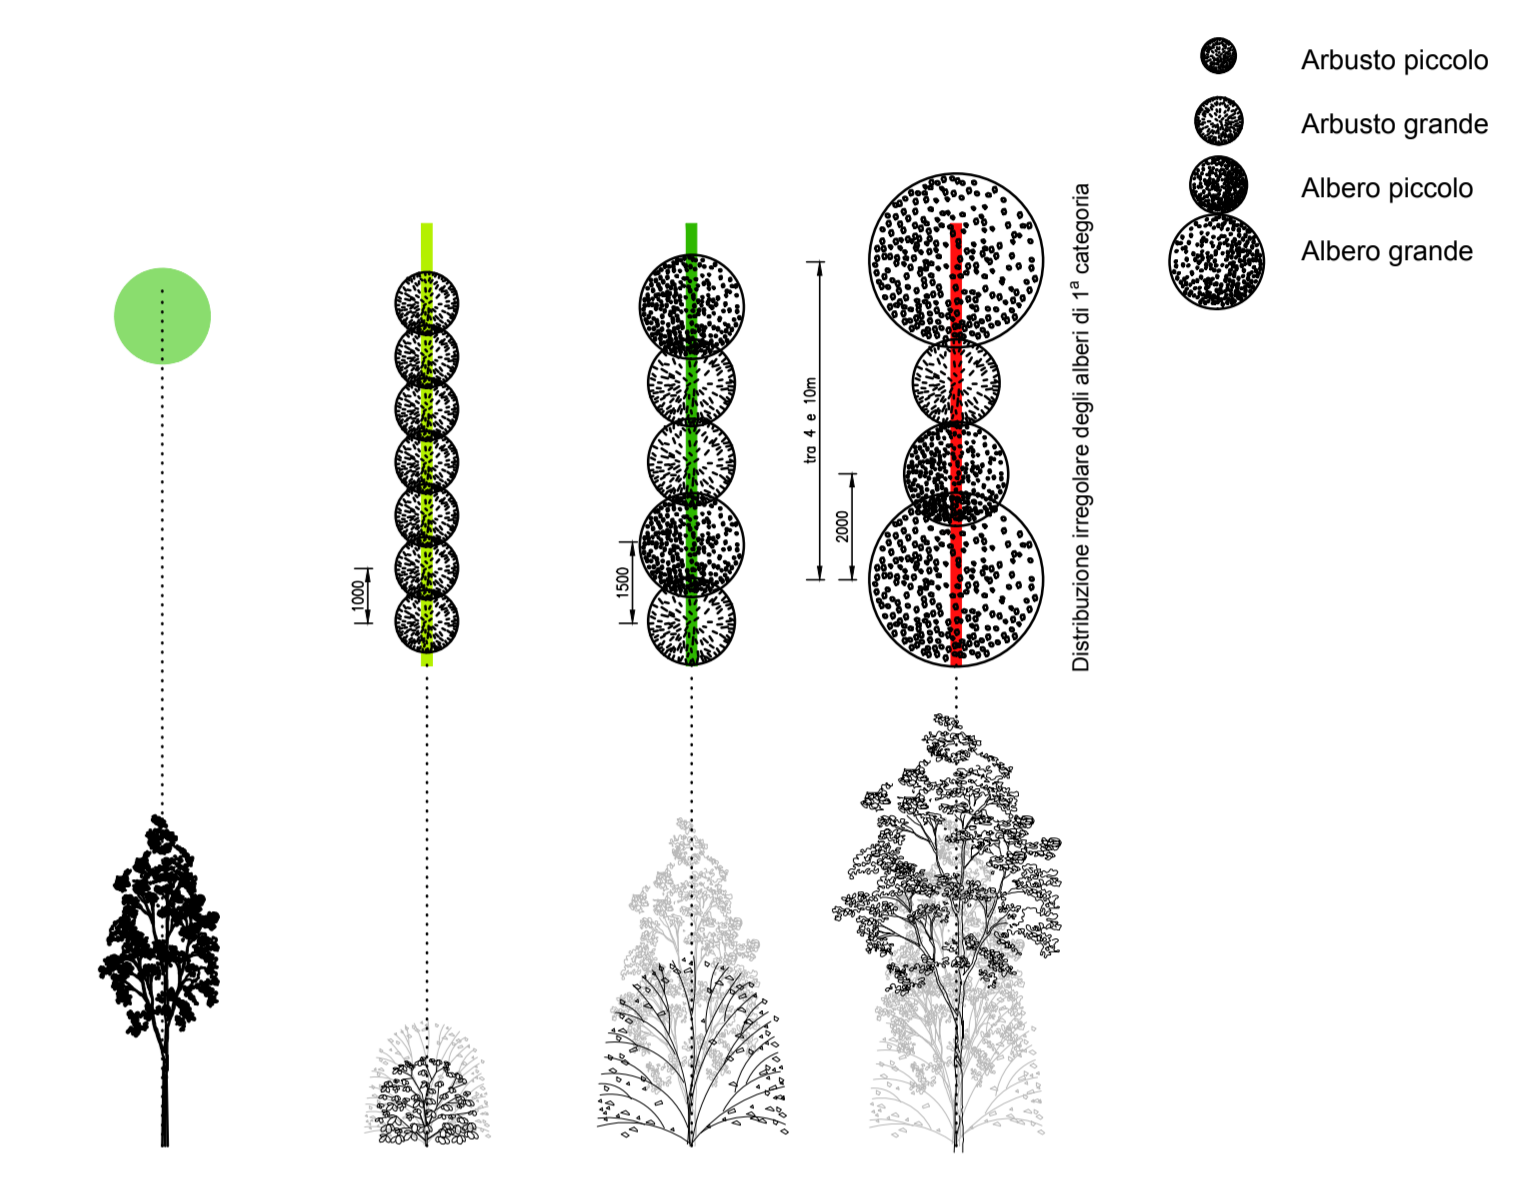 Arbusto piccolo
Arbusto grande
Albero piccolo
Albero grande
1000
1500
tra 4 e 10m
2000
Distribuzione irregolare degli alberi di 1ª categoria